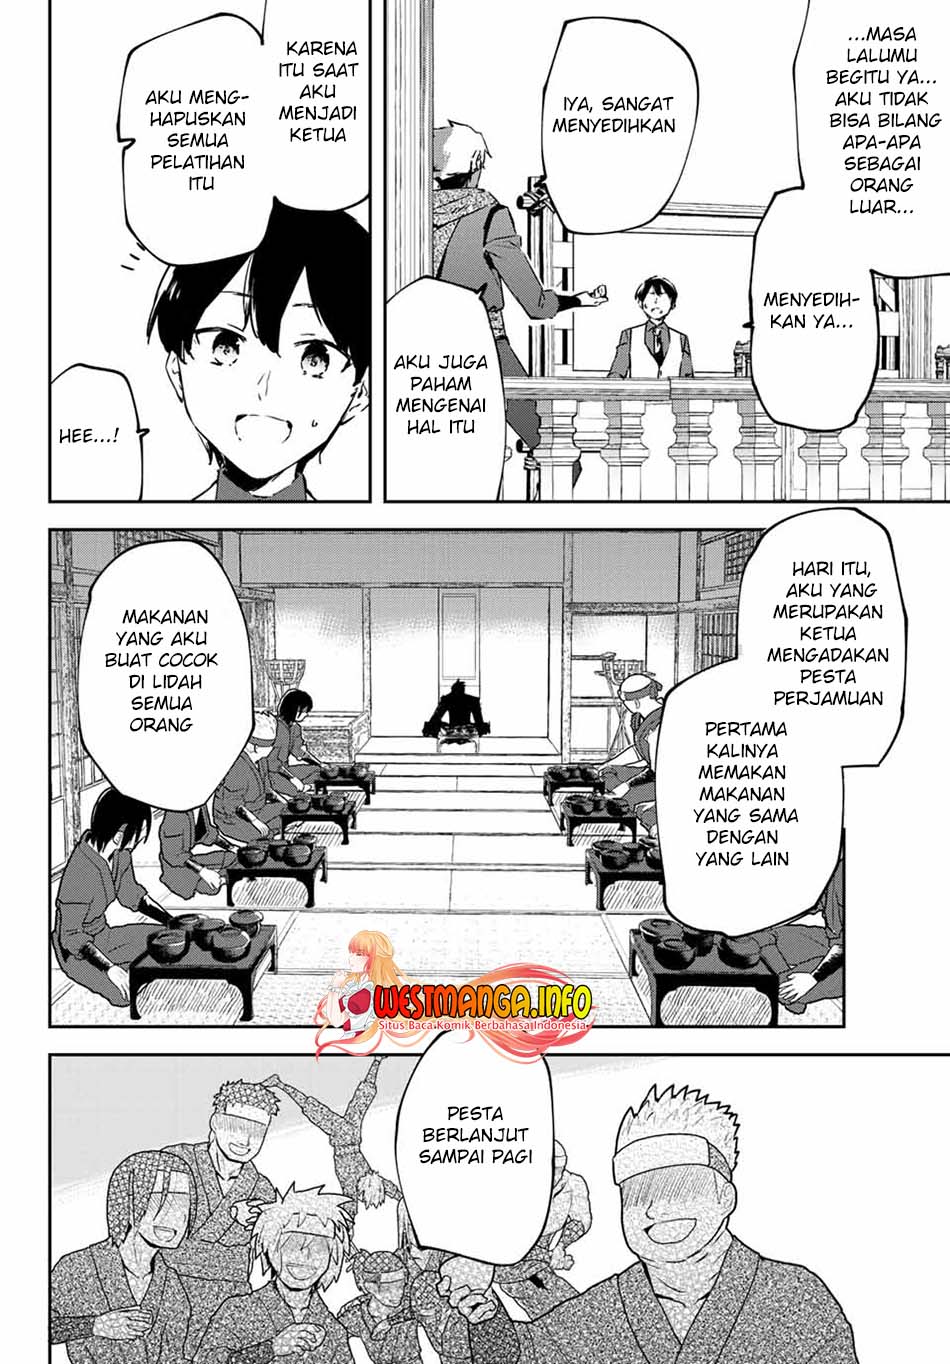 ...MASA
LALUMU
BEGITU YA...
AKU TIDAK
BISA BILANG
APA-APA
SEBAGAI
ORANG
LUAR...
MENYEDIH-
KAN YA...
IYA, SANGAT
MENYEDIHKAN
AKU JUGA
PAHAM
MENGENAI
HAL ITU
KARENA
ITU SAAT
AKU
MENJADI
KETUA
AKU MENG-
HAPUSKAN
SEMUA
PELATIHAN
ITU
HEE...!
HARI ITU,
AKU YANG
MERUPAKAN
KETUA
MENGADAKAN
PESTA
PERJAMUAN
PERTAMA
KALINYA
MEMAKAN
MAKANAN
YANG SAMA
DENGAN
YANG LAIN
MAKANAN
YANG AKU
BUAT COCOK
DI LIDAH
SEMUA
ORANG
WESTMANGA.INFO
Situs Baca Komik Berbahasa Indonesia
PESTA
BERLANJUT
SAMPAI PAGI